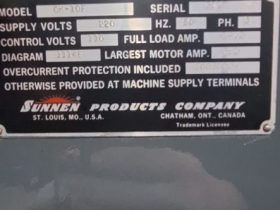 MODEL SERIAL
SUPPLY VOLTS 220 HZ. PH.
CONTROL VOLTS FULL LOAD AMP.
DIAGRAM LARGEST MOTOR AMP.
OVERCURRENT PROTECTION INCLUDED
OTHERWISE PROVIDED AT MACHINE SUPPLY TERMINALS
SUNNEN PRODUCTS COMPANY
ST. LOUIS, MO., U.S.A. CHATHAM, ONT., CANADA
Trademark Licensee